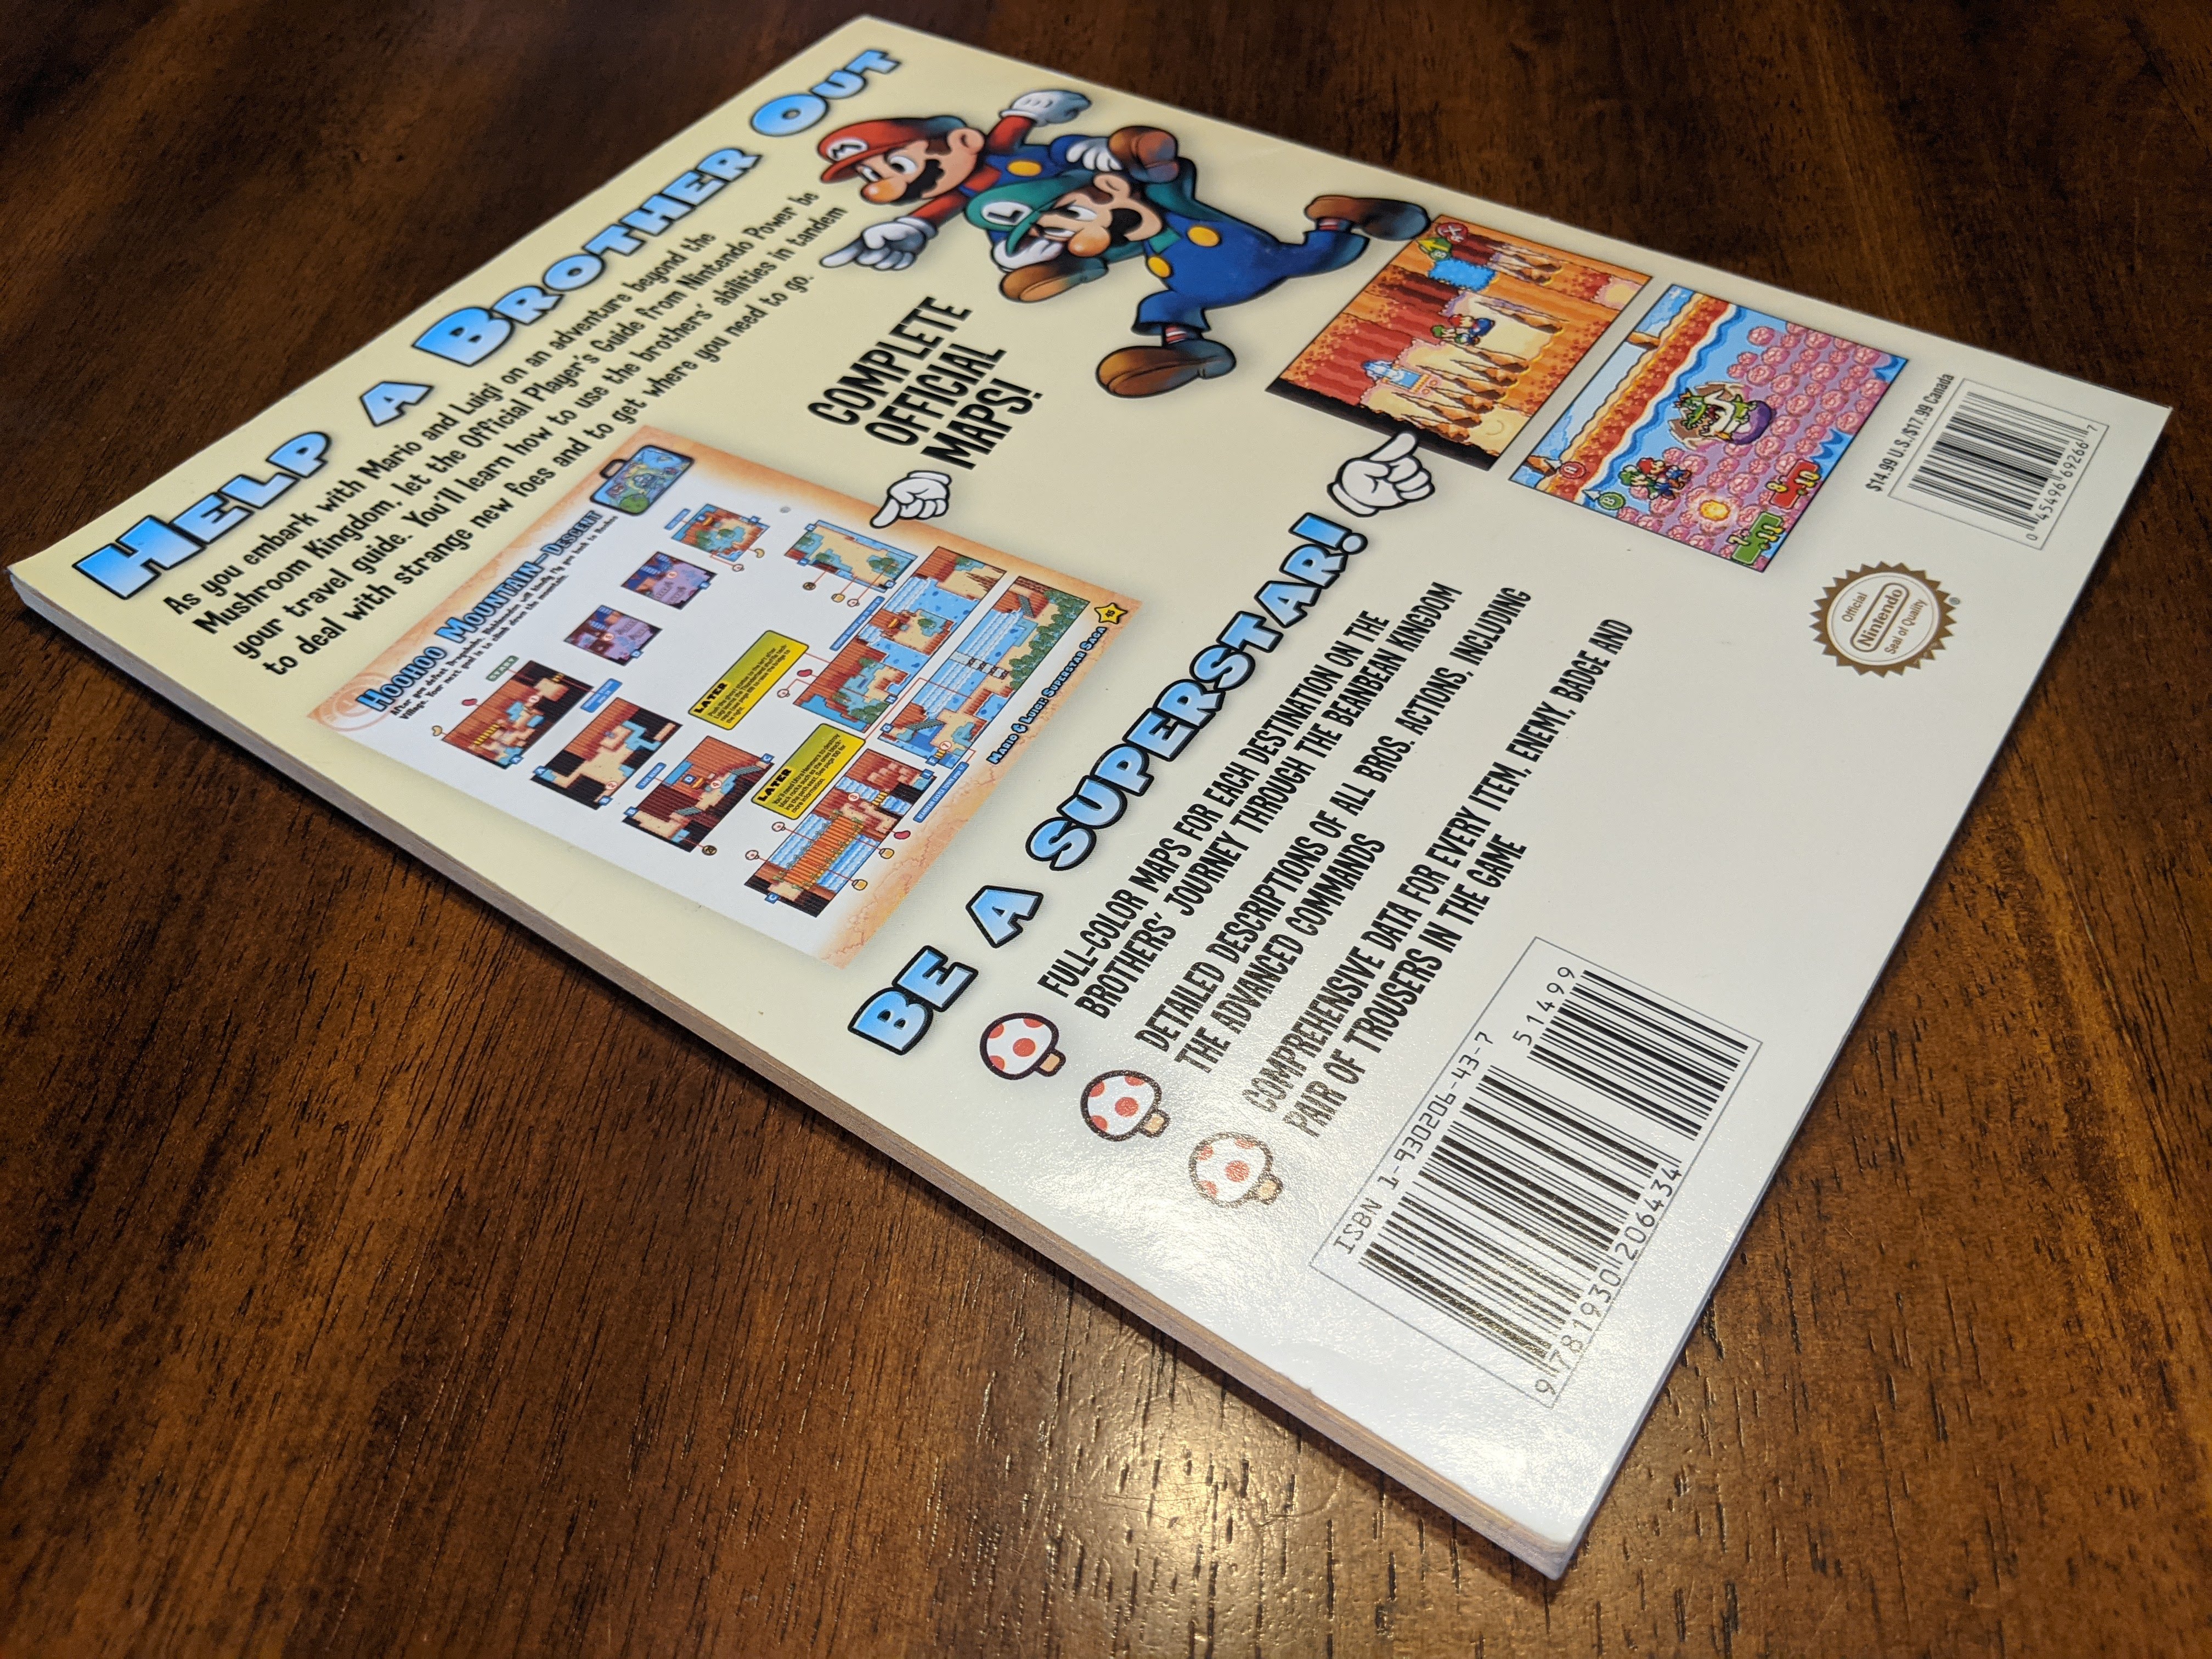 HELP A BROTHER OUT
As you embark with Mario and Luigi on an adventure beyond the
Mushroom Kingdom, let the Official Player's Guide from Nintendo Power be
your travel guide. You'll learn how to use the brothers' abilities in tandem
to deal with strange new foes and to get where you need to go.
M
L
COMPLETE
OFFICIAL
MAPS!
HOOHOO MOUNTAIN—DESCENT
LATER
LATER
MARIO & LUIGI: SUPERSTAR SAGA
45
BE A SUPERSTAR!
FULL-COLOR MAPS FOR EACH DESTINATION ON THE
BROTHERS' JOURNEY THROUGH THE BEANBEAN KINGDOM
DETAILED DESCRIPTIONS OF ALL BROS. ACTIONS, INCLUDING
THE ADVANCED COMMANDS
COMPREHENSIVE DATA FOR EVERY ITEM, ENEMY, BADGE AND
PAIR OF TROUSERS IN THE GAME
$14.99 U.S./$17.99 Canada
0 45496 69266 7
Official
Nintendo
Seal of Quality
®
ISBN 1-930206-43-7
51499
9 781930 206434